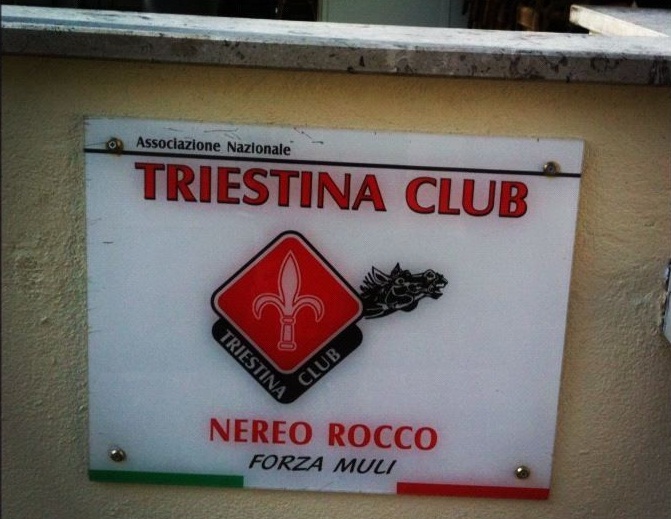 Associazione Nazionale
TRIESTINA CLUB
TRIESTINA CLUB
NEREO ROCCO
FORZA MULI